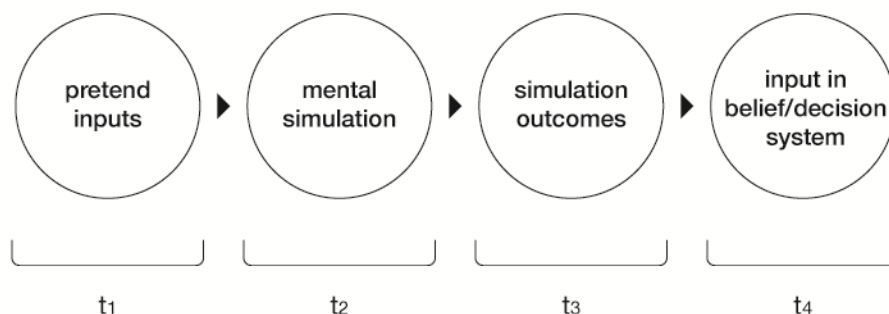 pretend
inputs
mental
simulation
simulation
outcomes
input in
belief/decision
system
t1
t2
t3
t4